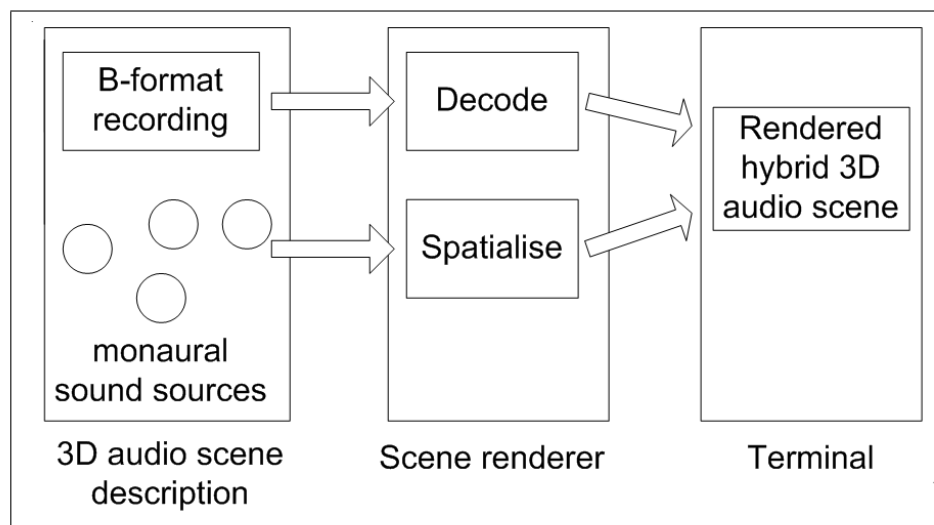 B-format
recording
monaural
sound sources
3D audio scene
description
Decode
Spatialise
Scene renderer
Rendered
hybrid 3D
audio scene
Terminal